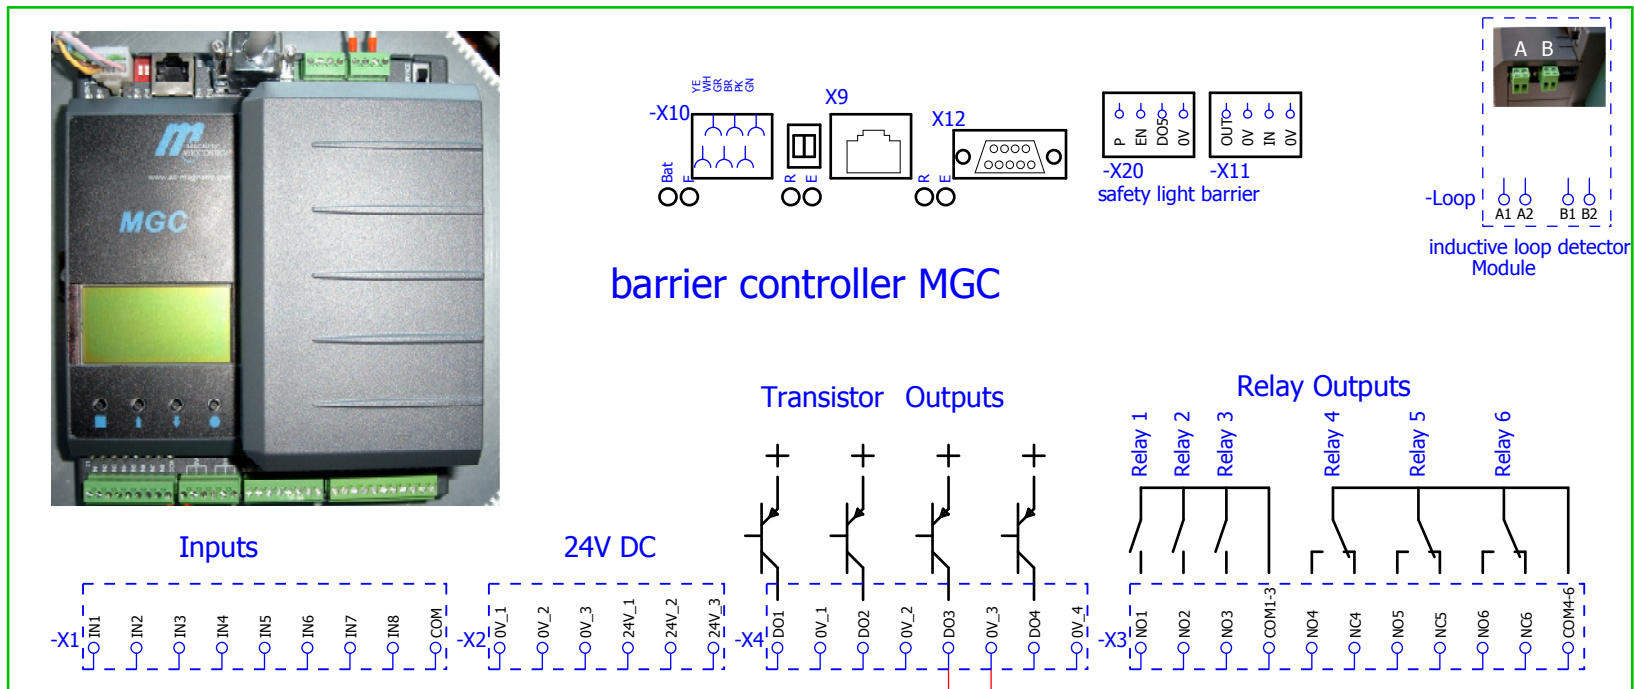 MGC
YE
WH
GR
BR
PK
GN
-X10
Bat
F
R
E
X9
R
E
X12
P
EN
DO5
0V
-X20
OUT
0V
IN
0V
-X11
safety light barrier
A B
-Loop
A1 A2 B1 B2
inductive loop detector
Module
barrier controller MGC
Transistor Outputs
Relay Outputs
Relay 1
Relay 2
Relay 3
Relay 4
Relay 5
Relay 6
Inputs
24V DC
-X1
IN1
IN2
IN3
IN4
IN5
IN6
IN7
IN8
COM
-X2
0V_1
0V_2
0V_3
24V_1
24V_2
24V_3
-X4
DO1
0V_1
DO2
0V_2
DO3
0V_3
DO4
0V_4
-X3
NO1
NO2
NO3
COM1-3
NO4
NC4
NO5
NC5
NO6
NC6
COM4-6